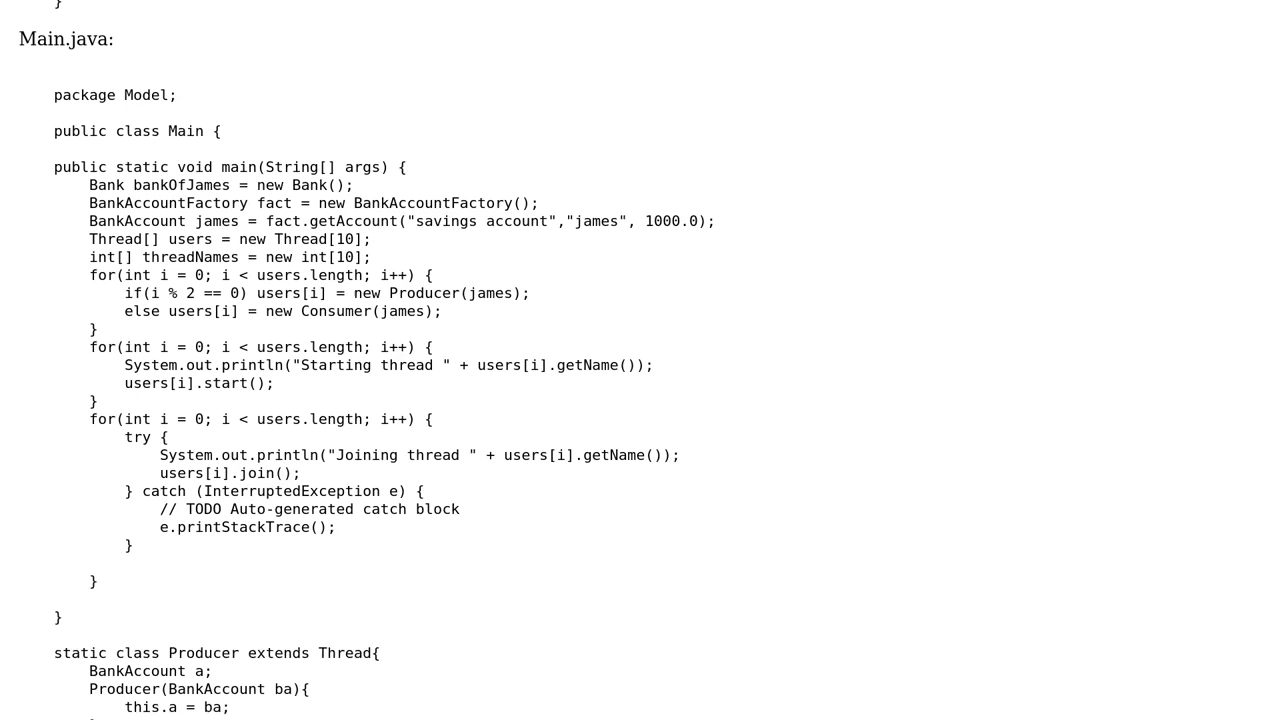 }
Main.java:
package Model;
public class Main {
public static void main(String[] args) {
    Bank bankOfJames = new Bank();
    BankAccountFactory fact = new BankAccountFactory();
    BankAccount james = fact.getAccount("savings account","james", 1000.0);
    Thread[] users = new Thread[10];
    int[] threadNames = new int[10];
    for(int i = 0; i < users.length; i++) {
        if(i % 2 == 0) users[i] = new Producer(james);
        else users[i] = new Consumer(james);
    }
    for(int i = 0; i < users.length; i++) {
        System.out.println("Starting thread " + users[i].getName());
        users[i].start();
    }
    for(int i = 0; i < users.length; i++) {
        try {
            System.out.println("Joining thread " + users[i].getName());
            users[i].join();
        } catch (InterruptedException e) {
            // TODO Auto-generated catch block
            e.printStackTrace();
        }
    }
}
static class Producer extends Thread{
    BankAccount a;
    Producer(BankAccount ba){
        this.a = ba;